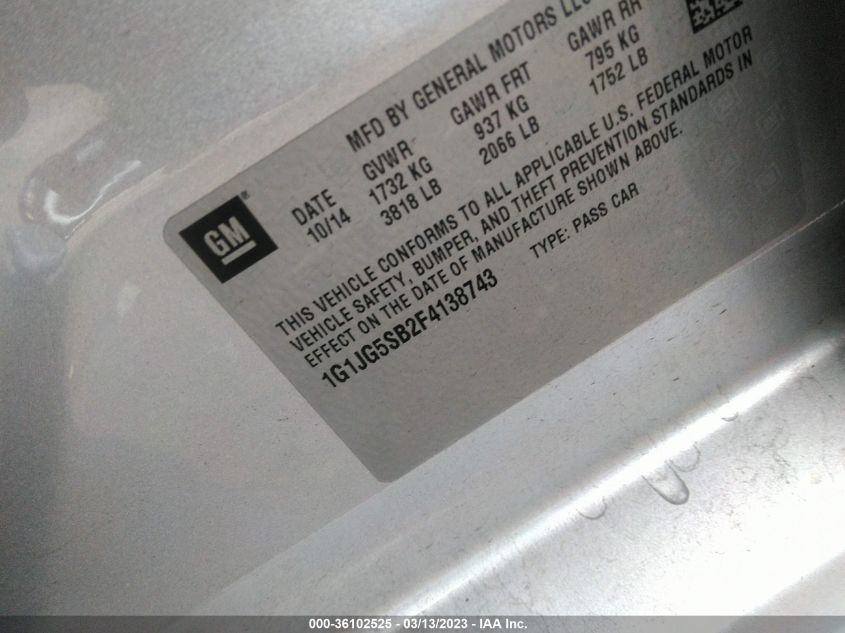 MFD BY GENERAL MOTORS LLC
DATE GVWR GAWR FRT GAWR RR
10/14 1732 KG 937 KG 795 KG
3818 LB 2066 LB 1752 LB
THIS VEHICLE CONFORMS TO ALL APPLICABLE U.S. FEDERAL MOTOR
VEHICLE SAFETY, BUMPER, AND THEFT PREVENTION STANDARDS IN
EFFECT ON THE DATE OF MANUFACTURE SHOWN ABOVE.
1G1JG5SB2F4138743 TYPE: PASS CAR
GM®
000-36102525 - 03/13/2023 - IAA Inc.